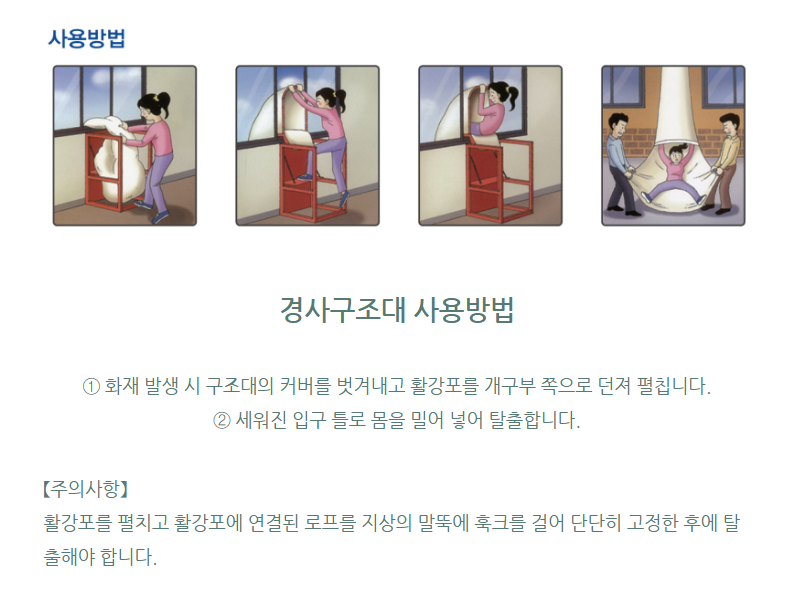 사용방법
경사구조대 사용방법
① 화재 발생 시 구조대의 커버를 벗겨내고 활강포를 개구부 쪽으로 던져 펼칩니다.
② 세워진 입구 틀로 몸을 밀어 넣어 탈출합니다.
【주의사항】
활강포를 펼치고 활강포에 연결된 로프를 지상의 말뚝에 훅크를 걸어 단단히 고정한 후에 탈
출해야 합니다.